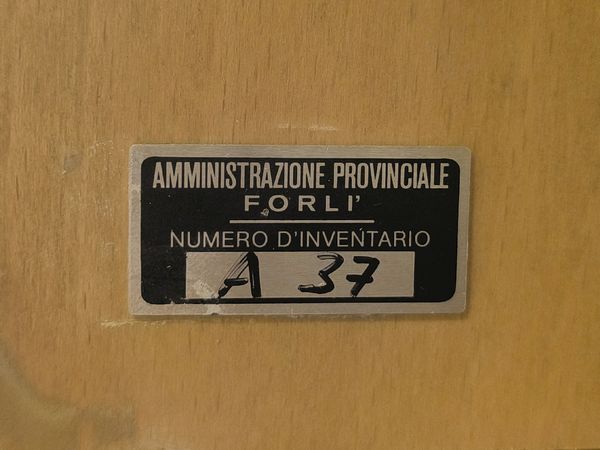 AMMINISTRAZIONE PROVINCIALE
FORLI'
NUMERO D'INVENTARIO
A 37